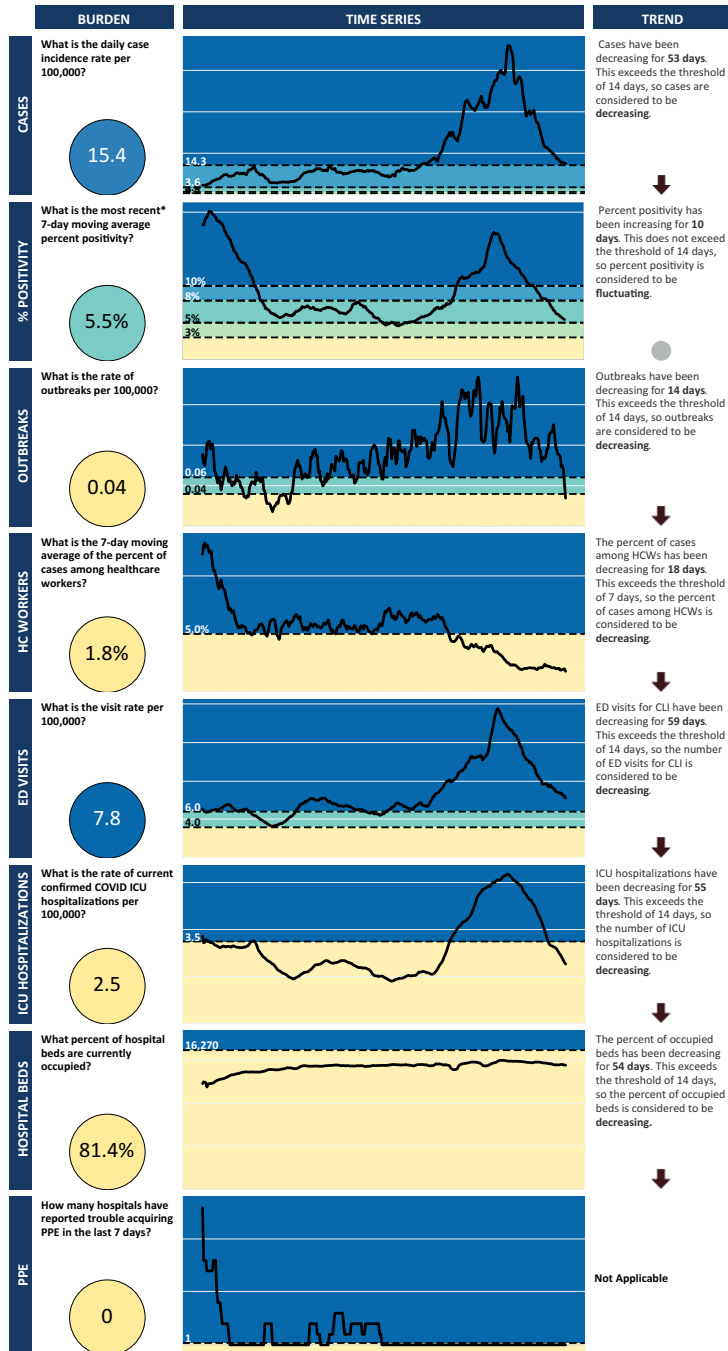 BURDEN
TIME SERIES
TREND
CASES
What is the daily case
incidence rate per
100,000?
15.4
14.3
3.6
Cases have been
decreasing for 53 days.
This exceeds the threshold
of 14 days, so cases are
considered to be
decreasing.
% POSITIVITY
What is the most recent*
7-day moving average
percent positivity?
5.5%
10%
8%
5%
3%
Percent positivity has
been increasing for 10
days. This does not exceed
the threshold of 14 days,
so percent positivity is
considered to be
fluctuating.
OUTBREAKS
What is the rate of
outbreaks per 100,000?
0.04
0.06
0.04
Outbreaks have been
decreasing for 14 days.
This exceeds the threshold
of 14 days, so outbreaks
are considered to be
decreasing.
HC WORKERS
What is the 7-day moving
average of the percent of
cases among healthcare
workers?
1.8%
5.0%
The percent of cases
among HCWs has been
decreasing for 18 days.
This exceeds the threshold
of 7 days, so the percent
of cases among HCWs is
considered to be
decreasing.
ED VISITS
What is the visit rate per
100,000?
7.8
6.0
4.0
ED visits for CLI have been
decreasing for 59 days.
This exceeds the threshold
of 14 days, so the number
of ED visits for CLI is
considered to be
decreasing.
ICU HOSPITALIZATIONS
What is the rate of current
confirmed COVID ICU
hospitalizations per
100,000?
2.5
3.5
ICU hospitalizations have
been decreasing for 55
days. This exceeds the
threshold of 14 days, so
the number of ICU
hospitalizations is
considered to be
decreasing.
HOSPITAL BEDS
What percent of hospital
beds are currently
occupied?
81.4%
16,270
The percent of occupied
beds has been decreasing
for 54 days. This exceeds
the threshold of 14 days,
so the percent of occupied
beds is considered to be
decreasing.
PPE
How many hospitals have
reported trouble acquiring
PPE in the last 7 days?
0
1
Not Applicable